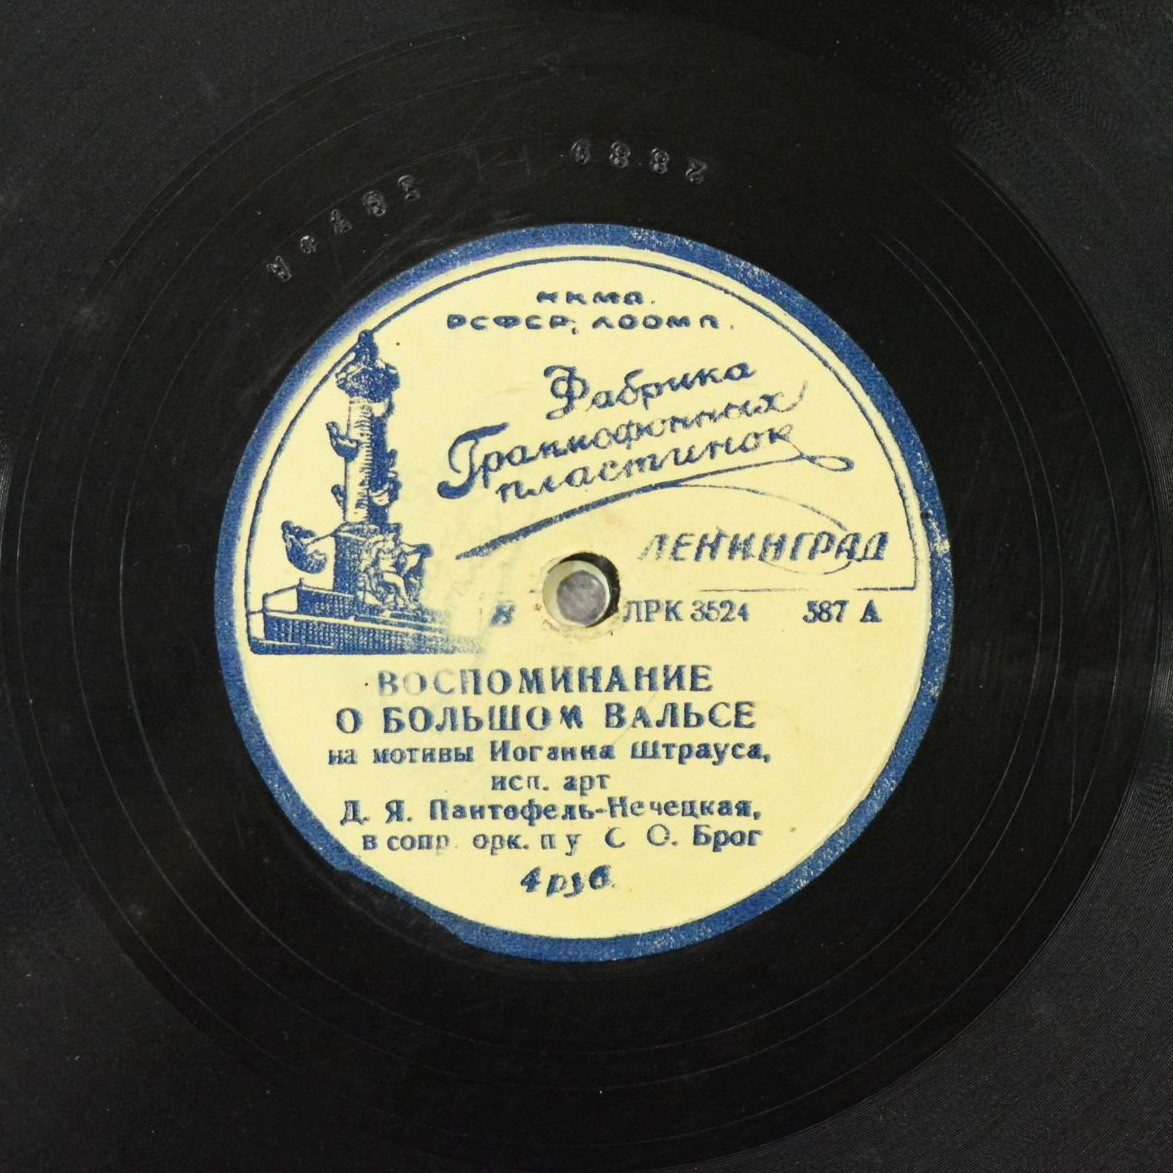 НКМП.
РСФСР; ЛООМП.
Фабрика
Граммофонных
пластинок
ЛЕНИНГРАД
В ЛРК 3524 587 А
ВОСПОМИНАНИЕ
О БОЛЬШОМ ВАЛЬСЕ
на мотивы Иоганна Штрауса,
исп. арт
Д. Я. Пантофель-Нечецкая,
в сопр. орк. п у С О. Брог
4 руб.